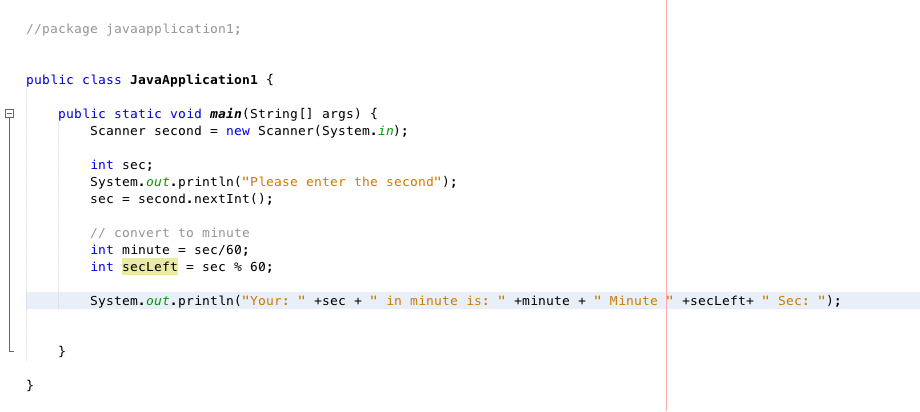 //package javaapplication1;
public class JavaApplication1 {
public static void main(String[] args) {
Scanner second = new Scanner(System.in);
int sec;
System.out.println("Please enter the second");
sec = second.nextInt();
// convert to minute
int minute = sec/60;
int secLeft = sec % 60;
System.out.println("Your: " +sec + " in minute is: " +minute + " Minute " +secLeft+ " Sec: ");
}
}